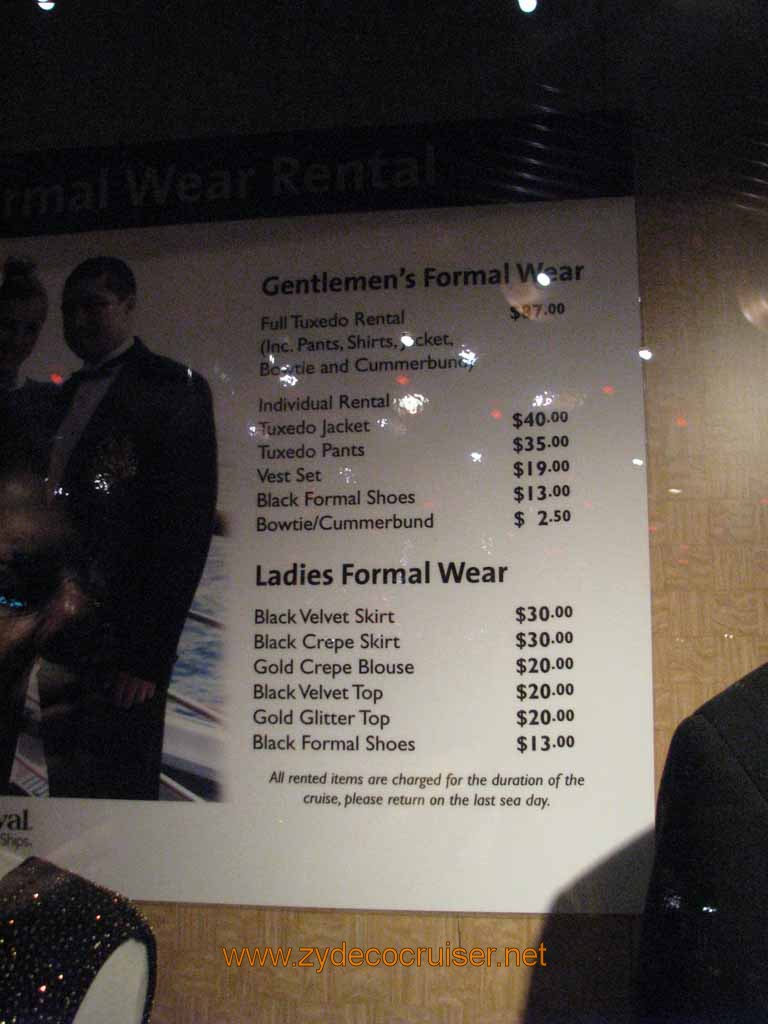 Wear Rental
Gentlemen's Formal Wear
Full Tuxedo Rental $87.00
(Inc. Pants, Shirts, Jacket,
Bowtie and Cummerbund)
Individual Rental
Tuxedo Jacket $40.00
Tuxedo Pants $35.00
Vest Set $19.00
Black Formal Shoes $13.00
Bowtie/Cummerbund $ 2.50
Ladies Formal Wear
Black Velvet Skirt $30.00
Black Crepe Skirt $30.00
Gold Crepe Blouse $20.00
Black Velvet Top $20.00
Gold Glitter Top $20.00
Black Formal Shoes $13.00
All rented items are charged for the duration of the
cruise, please return on the last sea day.
Ships.
www.zydecocruiser.net